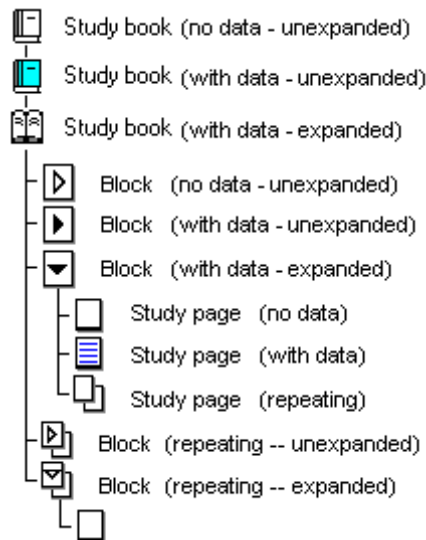 Study book (no data - unexpanded)
Study book (with data - unexpanded)
Study book (with data - expanded)
Block (no data - unexpanded)
Block (with data - unexpanded)
Block (with data - expanded)
Study page (no data)
Study page (with data)
Study page (repeating)
Block (repeating -- unexpanded)
Block (repeating -- expanded)